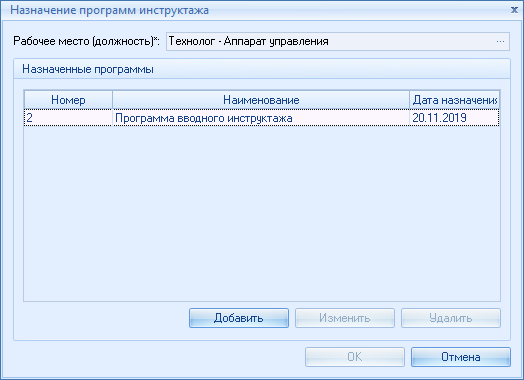 Назначение программ инструктажа
Рабочее место (должность)*: Технолог - Аппарат управления ...
Назначенные программы
Номер Наименование Дата назначения
2 Программа вводного инструктажа 20.11.2019
Добавить Изменить Удалить
OK Отмена